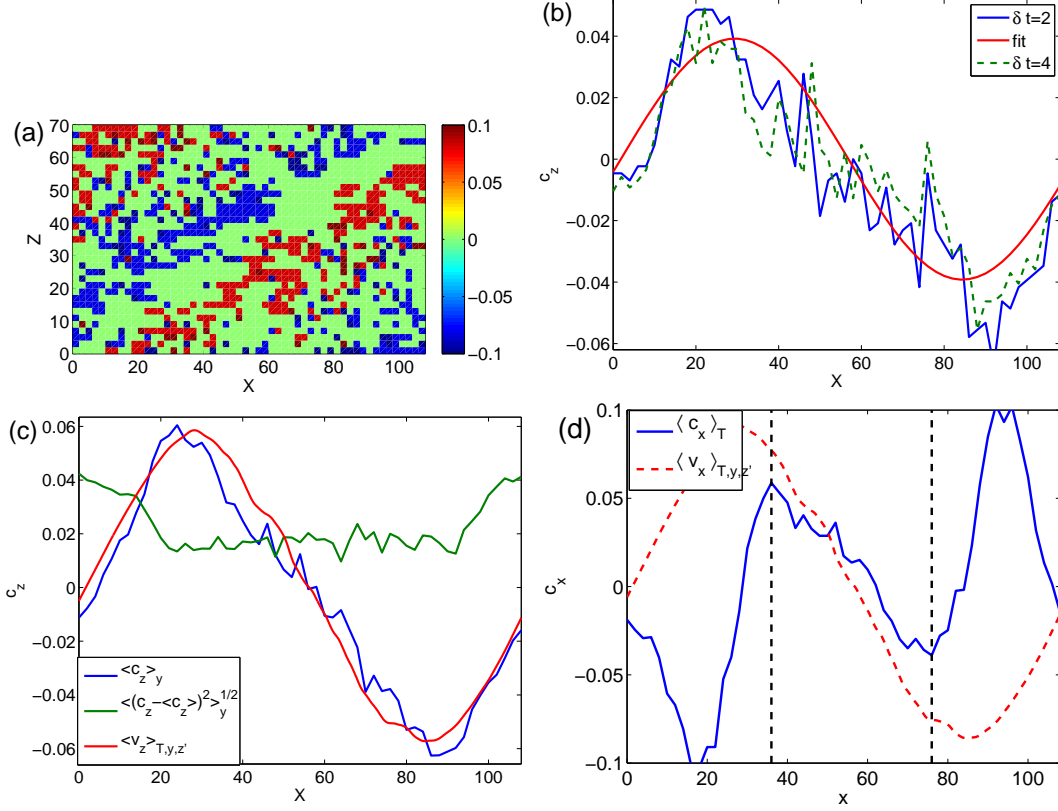 (a)
70
60
50
40
30
20
10
0
Z
0 20 40 60 80 100
X
0.1
0.05
0
−0.05
−0.1
(b)
0.04
0.02
0
−0.02
−0.04
−0.06
c_z
0 20 40 60 80 100
X
δ t=2
fit
δ t=4
(c)
0.06
0.04
0.02
0
−0.02
−0.04
−0.06
c_z
0 20 40 60 80 100
X
<c_z>_y
<(c_z−<c_z>)^2>_y^1/2
<v_z>_T,y,z'
(d)
0.1
0.05
0
−0.05
−0.1
c_x
0 20 40 60 80 100
x
⟨ c_x ⟩_T
⟨ v_x ⟩_T,y,z'